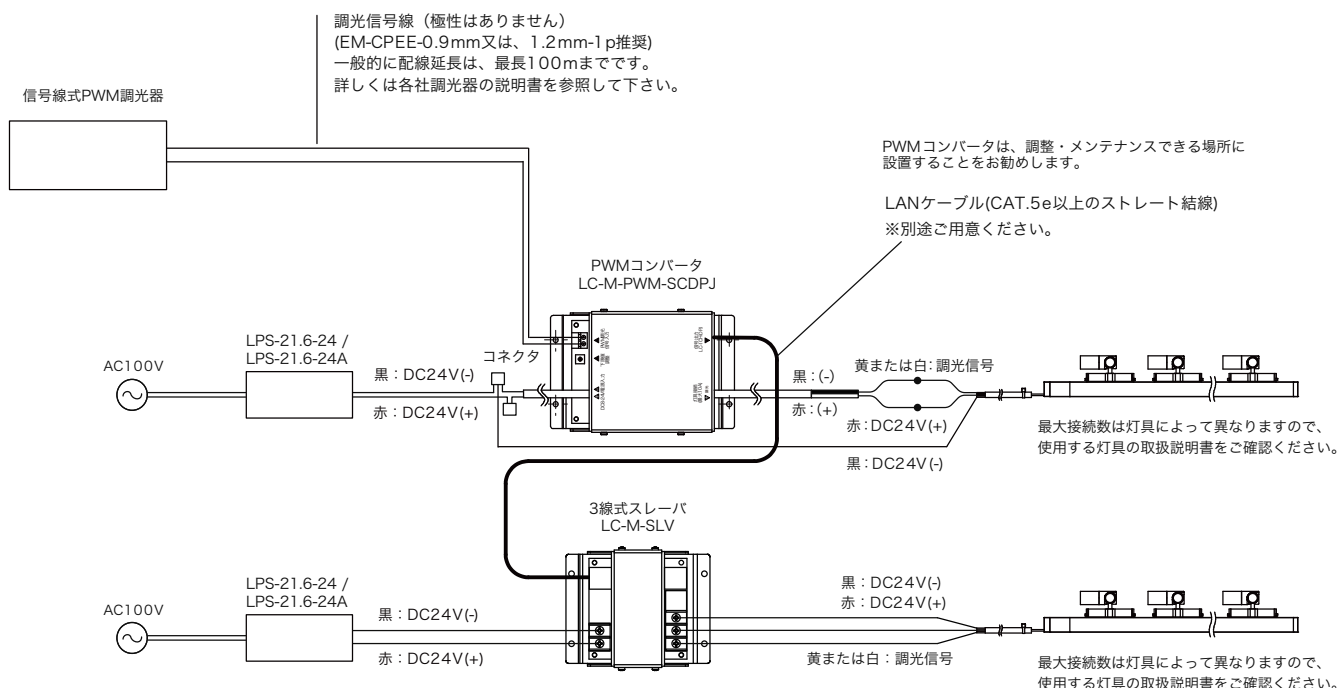 調光信号線（極性はありません）
(EM-CPEE-0.9mm又は、1.2mm-1p推奨)
一般的に配線延長は、最長100mまでです。
詳しくは各社調光器の説明書を参照して下さい。
信号線式PWM調光器
PWMコンバータは、調整・メンテナンスできる場所に
設置することをお勧めします。
LANケーブル(CAT.5e以上のストレート結線)
※別途ご用意ください。
PWMコンバータ
LC-M-PWM-SCDPJ
LPS-21.6-24 /
LPS-21.6-24A
AC100V
コネクタ
黒：DC24V(-)
赤：DC24V(+)
黒：(-)
赤：(+)
黄または白：調光信号
赤：DC24V(+)
黒：DC24V(-)
最大接続数は灯具によって異なりますので、
使用する灯具の取扱説明書をご確認ください。
3線式スレーバ
LC-M-SLV
LPS-21.6-24 /
LPS-21.6-24A
AC100V
黒：DC24V(-)
赤：DC24V(+)
黒：DC24V(-)
赤：DC24V(+)
黄または白：調光信号
最大接続数は灯具によって異なりますので、
使用する灯具の取扱説明書をご確認ください。